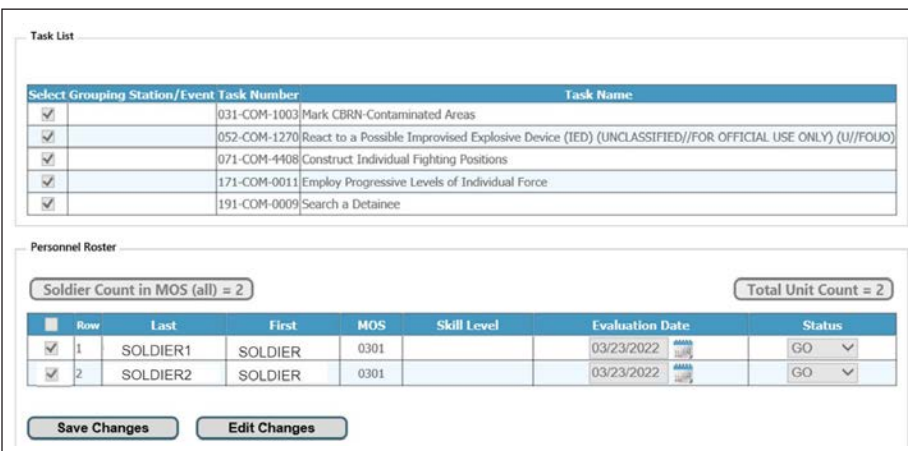 Task List
Select Grouping Station/Event Task Number Task Name
031-COM-1003 Mark CBRN-Contaminated Areas
052-COM-1270 React to a Possible Improvised Explosive Device (IED) (UNCLASSIFIED//FOR OFFICIAL USE ONLY) (U//FOUO)
071-COM-4408 Construct Individual Fighting Positions
171-COM-0011 Employ Progressive Levels of Individual Force
191-COM-0009 Search a Detainee
Personnel Roster
Soldier Count in MOS (all) = 2 Total Unit Count = 2
Row Last First MOS Skill Level Evaluation Date Status
1 SOLDIER1 SOLDIER 0301 03/23/2022 GO
2 SOLDIER2 SOLDIER 0301 03/23/2022 GO
Save Changes Edit Changes